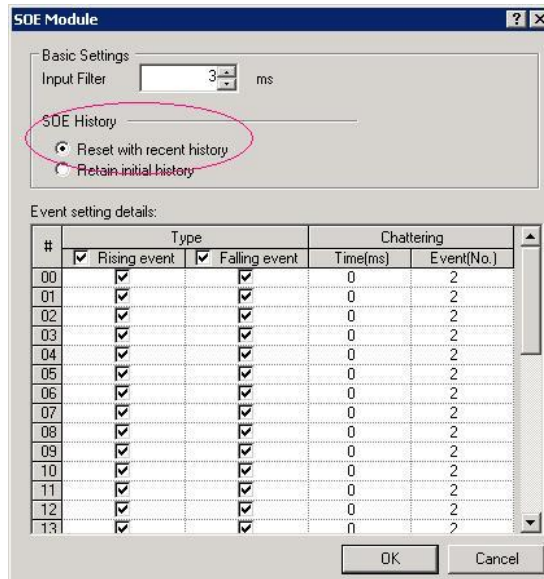 SOE Module
Basic Settings
Input Filter 3 ms
SOE History
Reset with recent history
Retain initial history
Event setting details:
# Type Chattering
Rising event Falling event Time(ms) Event(No.)
00 0 2
01 0 2
02 0 2
03 0 2
04 0 2
05 0 2
06 0 2
07 0 2
08 0 2
09 0 2
10 0 2
11 0 2
12 0 2
13 0 2
OK Cancel